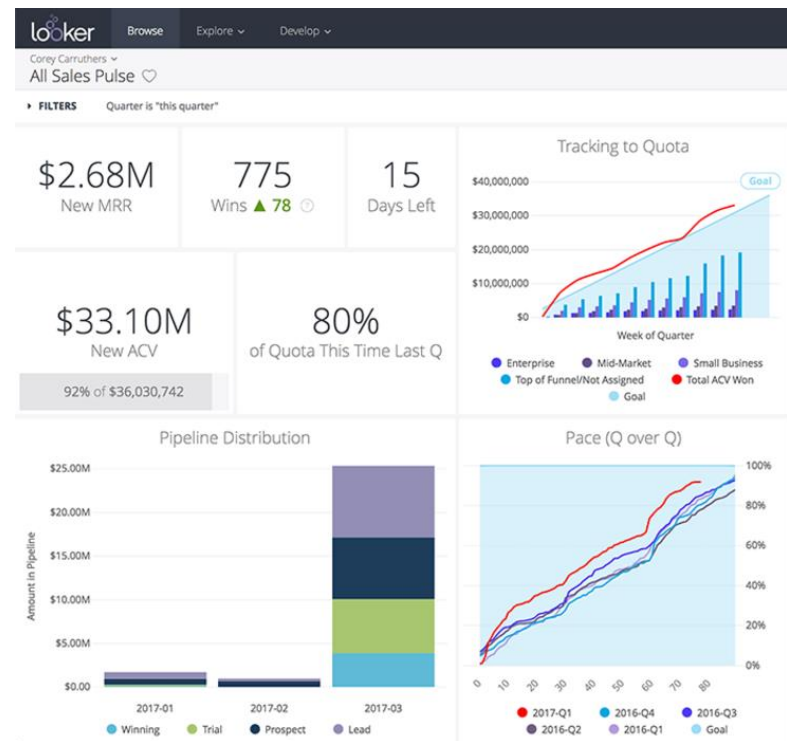 looker Browse Explore Develop
Corey Carruthers
All Sales Pulse
FILTERS Quarter is "this quarter"
$2.68M
New MRR
775
Wins ▲ 78 ?
15
Days Left
Tracking to Quota
$40,000,000
$30,000,000
$20,000,000
$10,000,000
$0
Goal
Week of Quarter
Enterprise Mid-Market Small Business
Top of Funnel/Not Assigned Total ACV Won
Goal
$33.10M
New ACV
92% of $36,030,742
80%
of Quota This Time Last Q
Pipeline Distribution
Amount in Pipeline
$25.00M
$20.00M
$15.00M
$10.00M
$5.00M
$0.00
2017-01 2017-02 2017-03
Winning Trial Prospect Lead
Pace (Q over Q)
100%
80%
60%
40%
20%
0%
0 10 20 30 40 50 60 70 80
2017-Q1 2016-Q4 2016-Q3
2016-Q2 2016-Q1 Goal